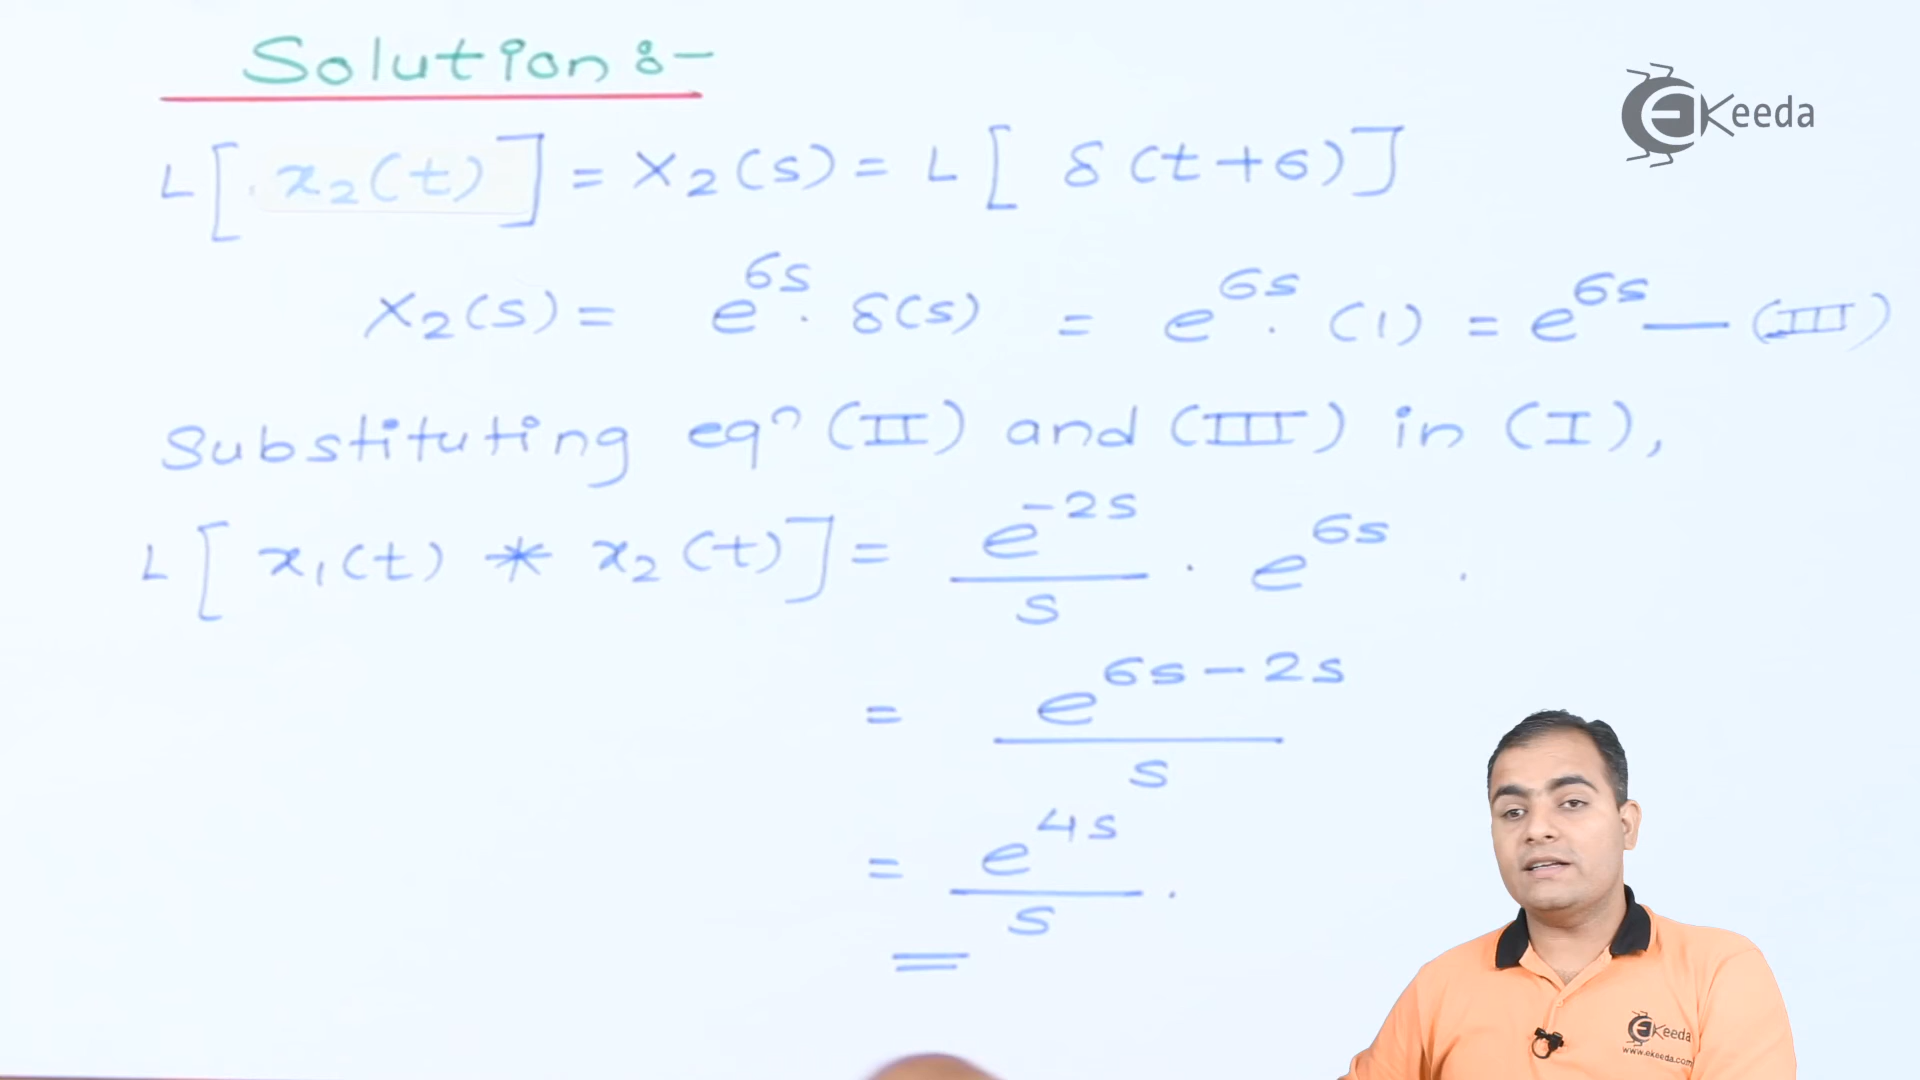 Solution :-
EKeeda
L[x₂(t)] = X₂(s) = L[δ(t+6)]
X₂(s) = e^{6s} · δ(s) = e^{6s} · (1) = e^{6s} — (III)
Substituting eqⁿ (II) and (III) in (I),
L[x₁(t) * x₂(t)] = e^{-2s}/s · e^{6s} .
= e^{6s-2s}/s
= e^{4s}/s .
EKeeda
www.ekeeda.com